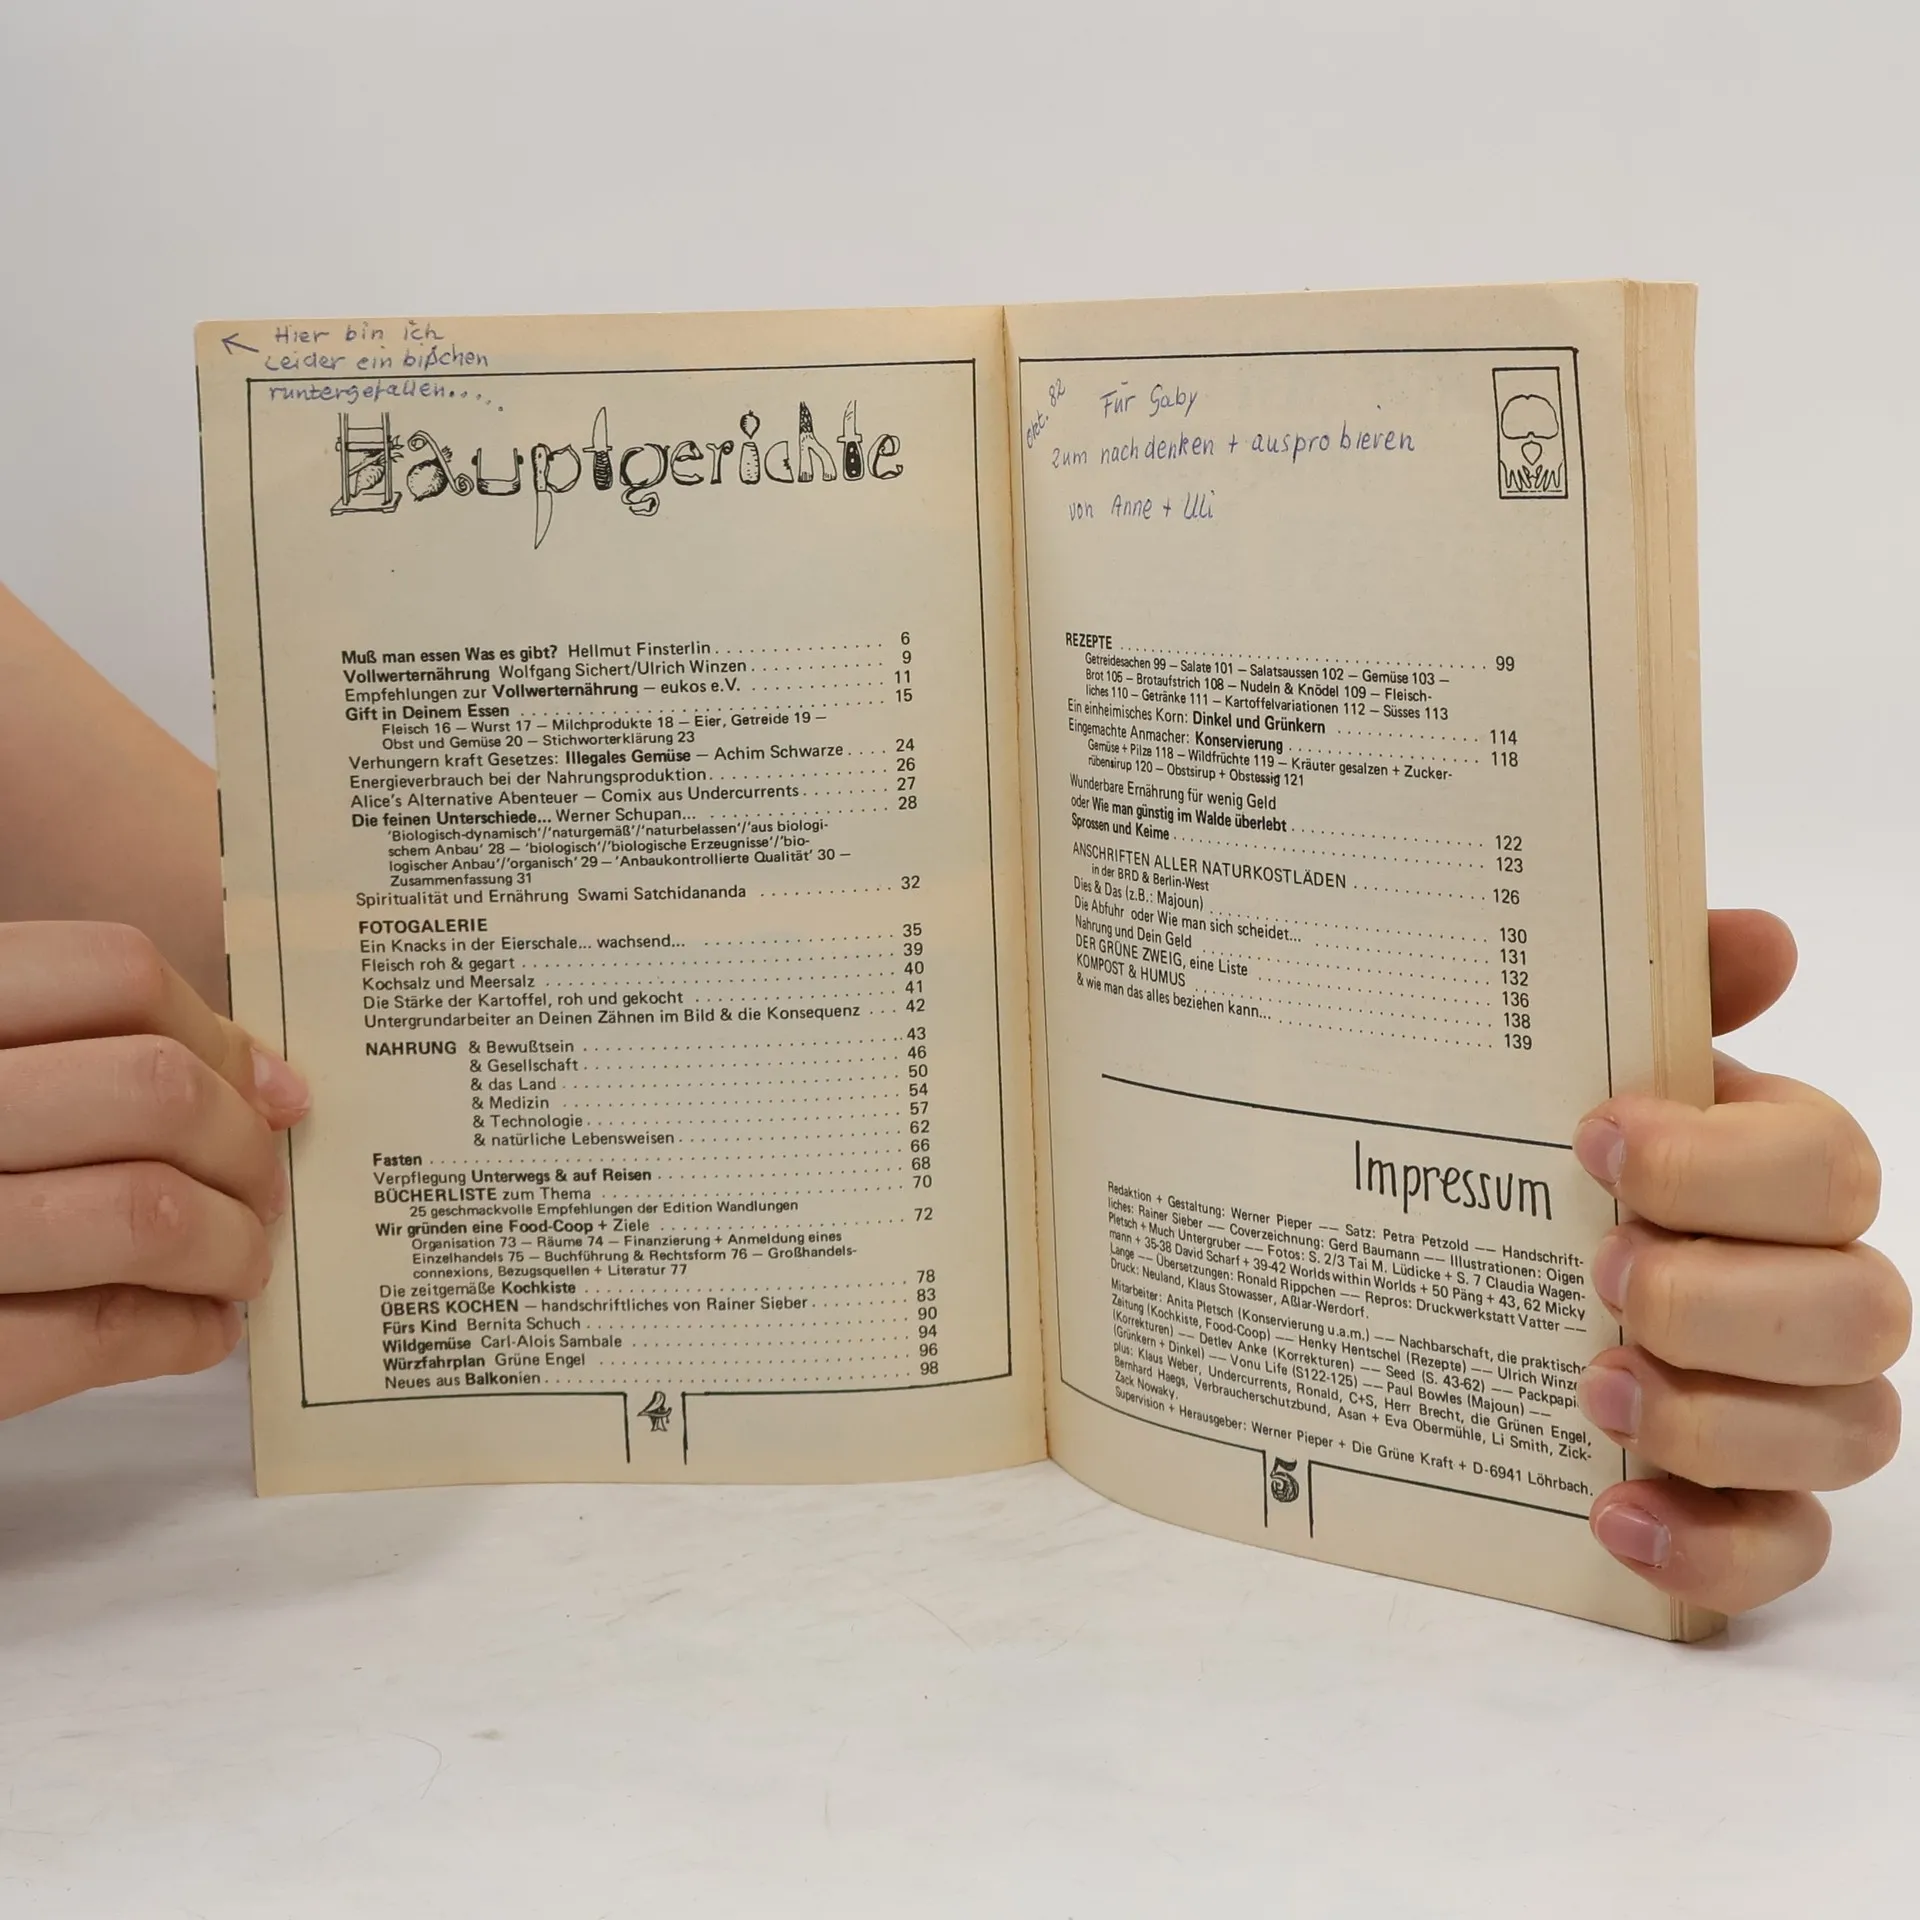 Hier bin ich
Leider ein bißchen
runtergefallen.....
Hauptgerichte
Muß man essen Was es gibt? Hellmut Finsterlin . . . . . . . . . . . . . 6
Vollwerternährung Wolfgang Sichert/Ulrich Winzen . . . . . . . . . . 9
Empfehlungen zur Vollwerternährung — eukos e.V. . . . . . . . . . . 11
Gift in Deinem Essen . . . . . . . . . . . . . . . . . . . . . . . . . . 15
Fleisch 16 — Wurst 17 — Milchprodukte 18 — Eier, Getreide 19 —
Obst und Gemüse 20 — Stichworterklärung 23
Verhungern kraft Gesetzes: Illegales Gemüse — Achim Schwarze . . . . 24
Energieverbrauch bei der Nahrungsproduktion . . . . . . . . . . . . . 26
Alice's Alternative Abenteuer — Comix aus Undercurrents . . . . . . . 27
Die feinen Unterschiede... Werner Schupan... . . . . . . . . . . . . . 28
'Biologisch-dynamisch'/'naturgemäß'/'naturbelassen'/'aus biologi-
schem Anbau' 28 — 'biologisch'/'biologische Erzeugnisse'/'bio-
logischer Anbau'/'organisch' 29 — 'Anbaukontrollierte Qualität' 30 —
Zusammenfassung 31
Spiritualität und Ernährung Swami Satchidananda . . . . . . . . . . 32
FOTOGALERIE
Ein Knacks in der Eierschale... wachsend... . . . . . . . . . . . . . . 35
Fleisch roh & gegart . . . . . . . . . . . . . . . . . . . . . . . . . . 39
Kochsalz und Meersalz . . . . . . . . . . . . . . . . . . . . . . . . . 40
Die Stärke der Kartoffel, roh und gekocht . . . . . . . . . . . . . . 41
Untergrundarbeiter an Deinen Zähnen im Bild & die Konsequenz . . . 42
NAHRUNG & Bewußtsein . . . . . . . . . . . . . . . . . . . . . . . 43
& Gesellschaft . . . . . . . . . . . . . . . . . . . . . . . 46
& das Land . . . . . . . . . . . . . . . . . . . . . . . . 50
& Medizin . . . . . . . . . . . . . . . . . . . . . . . . 54
& Technologie . . . . . . . . . . . . . . . . . . . . . . 57
& natürliche Lebensweisen . . . . . . . . . . . . . . . . 62
Fasten . . . . . . . . . . . . . . . . . . . . . . . . . . . . . . . . 66
Verpflegung Unterwegs & auf Reisen . . . . . . . . . . . . . . . . . 68
BÜCHERLISTE zum Thema . . . . . . . . . . . . . . . . . . . . . . 70
25 geschmackvolle Empfehlungen der Edition Wandlungen
Wir gründen eine Food-Coop + Ziele . . . . . . . . . . . . . . . . . 72
Organisation 73 — Räume 74 — Finanzierung + Anmeldung eines
Einzelhandels 75 — Buchführung & Rechtsform 76 — Großhandels-
connexions, Bezugsquellen + Literatur 77
Die zeitgemäße Kochkiste . . . . . . . . . . . . . . . . . . . . . . . 78
ÜBERS KOCHEN — handschriftliches von Rainer Sieber . . . . . . . . 83
Fürs Kind Bernita Schuch . . . . . . . . . . . . . . . . . . . . . . . 90
Wildgemüse Carl-Alois Sambale . . . . . . . . . . . . . . . . . . . . 94
Würzfahrplan Grüne Engel . . . . . . . . . . . . . . . . . . . . . . 96
Neues aus Balkonien . . . . . . . . . . . . . . . . . . . . . . . . . 98
4
Okt. 82
Für Gaby
zum nachdenken + ausprobieren
von Anne + Uli
REZEPTE . . . . . . . . . . . . . . . . . . . . . . . . . . . . 99
Getreidesachen 99 — Salate 101 — Salatsaussen 102 — Gemüse 103 —
Brot 105 — Brotaufstrich 108 — Nudeln & Knödel 109 — Fleisch-
liches 110 — Getränke 111 — Kartoffelvariationen 112 — Süsses 113
Ein einheimisches Korn: Dinkel und Grünkern . . . . . . . . . . . 114
Eingemachte Anmacher: Konservierung . . . . . . . . . . . . . . . 118
Gemüse + Pilze 118 — Wildfrüchte 119 — Kräuter gesalzen + Zucker-
rübensirup 120 — Obstsirup + Obstessig 121
Wunderbare Ernährung für wenig Geld
oder Wie man günstig im Walde überlebt . . . . . . . . . . . . . . 122
Sprossen und Keime . . . . . . . . . . . . . . . . . . . . . . . . 123
ANSCHRIFTEN ALLER NATURKOSTLÄDEN . . . . . . . . . . . . 126
in der BRD & Berlin-West
Dies & Das (z.B.: Majoun) . . . . . . . . . . . . . . . . . . . . . 130
Die Abfuhr oder Wie man sich scheidet... . . . . . . . . . . . . . . 131
Nahrung und Dein Geld . . . . . . . . . . . . . . . . . . . . . . . 132
DER GRÜNE ZWEIG, eine Liste . . . . . . . . . . . . . . . . . . . 136
KOMPOST & HUMUS . . . . . . . . . . . . . . . . . . . . . . . . 138
& wie man das alles beziehen kann... . . . . . . . . . . . . . . . . 139
Impressum
Redaktion + Gestaltung: Werner Pieper —— Satz: Petra Petzold —— Handschrift-
liches: Rainer Sieber —— Coverzeichnung: Gerd Baumann —— Illustrationen: Oigen
Pletsch + Much Untergruber —— Fotos: S. 2/3 Tai M. Lüdicke + S. 7 Claudia Wagen-
mann + 35-38 David Scharf + 39-42 Worlds within Worlds + 50 Päng + 43, 62 Micky
Lange —— Übersetzungen: Ronald Rippchen —— Repros: Druckwerkstatt Vatter ——
Druck: Neuland, Klaus Stowasser, Aßlar-Werdorf.
Mitarbeiter: Anita Pletsch (Konservierung u.a.m.) —— Nachbarschaft, die praktische
Zeitung (Kochkiste, Food-Coop) —— Henky Hentschel (Rezepte) —— Ulrich Winze
(Korrekturen) —— Detlev Anke (Korrekturen) —— Seed (S. 43-62) —— Packpapi
(Grünkern + Dinkel) —— Vonu Life (S122-125) —— Paul Bowles (Majoun) ——
plus: Klaus Weber, Undercurrents, Ronald, C+S, Herr Brecht, die Grünen Engel,
Bernhard Haegs, Verbraucherschutzbund, Asan + Eva Obermühle, Li Smith, Zick-
Zack Nowaky.
Supervision + Herausgeber: Werner Pieper + Die Grüne Kraft + D-6941 Löhrbach.
5